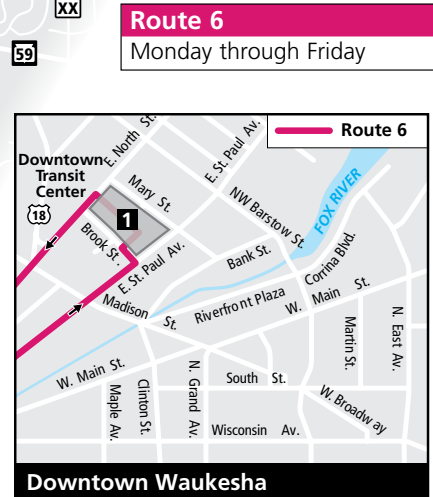 XX
59
Route 6
Monday through Friday
Route 6
Downtown
Transit
Center
18
1
E. North St.
Mary St.
E. St. Paul Av.
NW Barstow St.
FOX RIVER
Brook St.
E. St. Paul Av.
Bank St.
Corrina Blvd.
Madison St.
Riverfront Plaza
W. Main St.
W. Main St.
Maple Av.
Clinton St.
N. Grand Av.
South St.
Martin St.
N. East Av.
W. Broadway
Wisconsin Av.
Downtown Waukesha